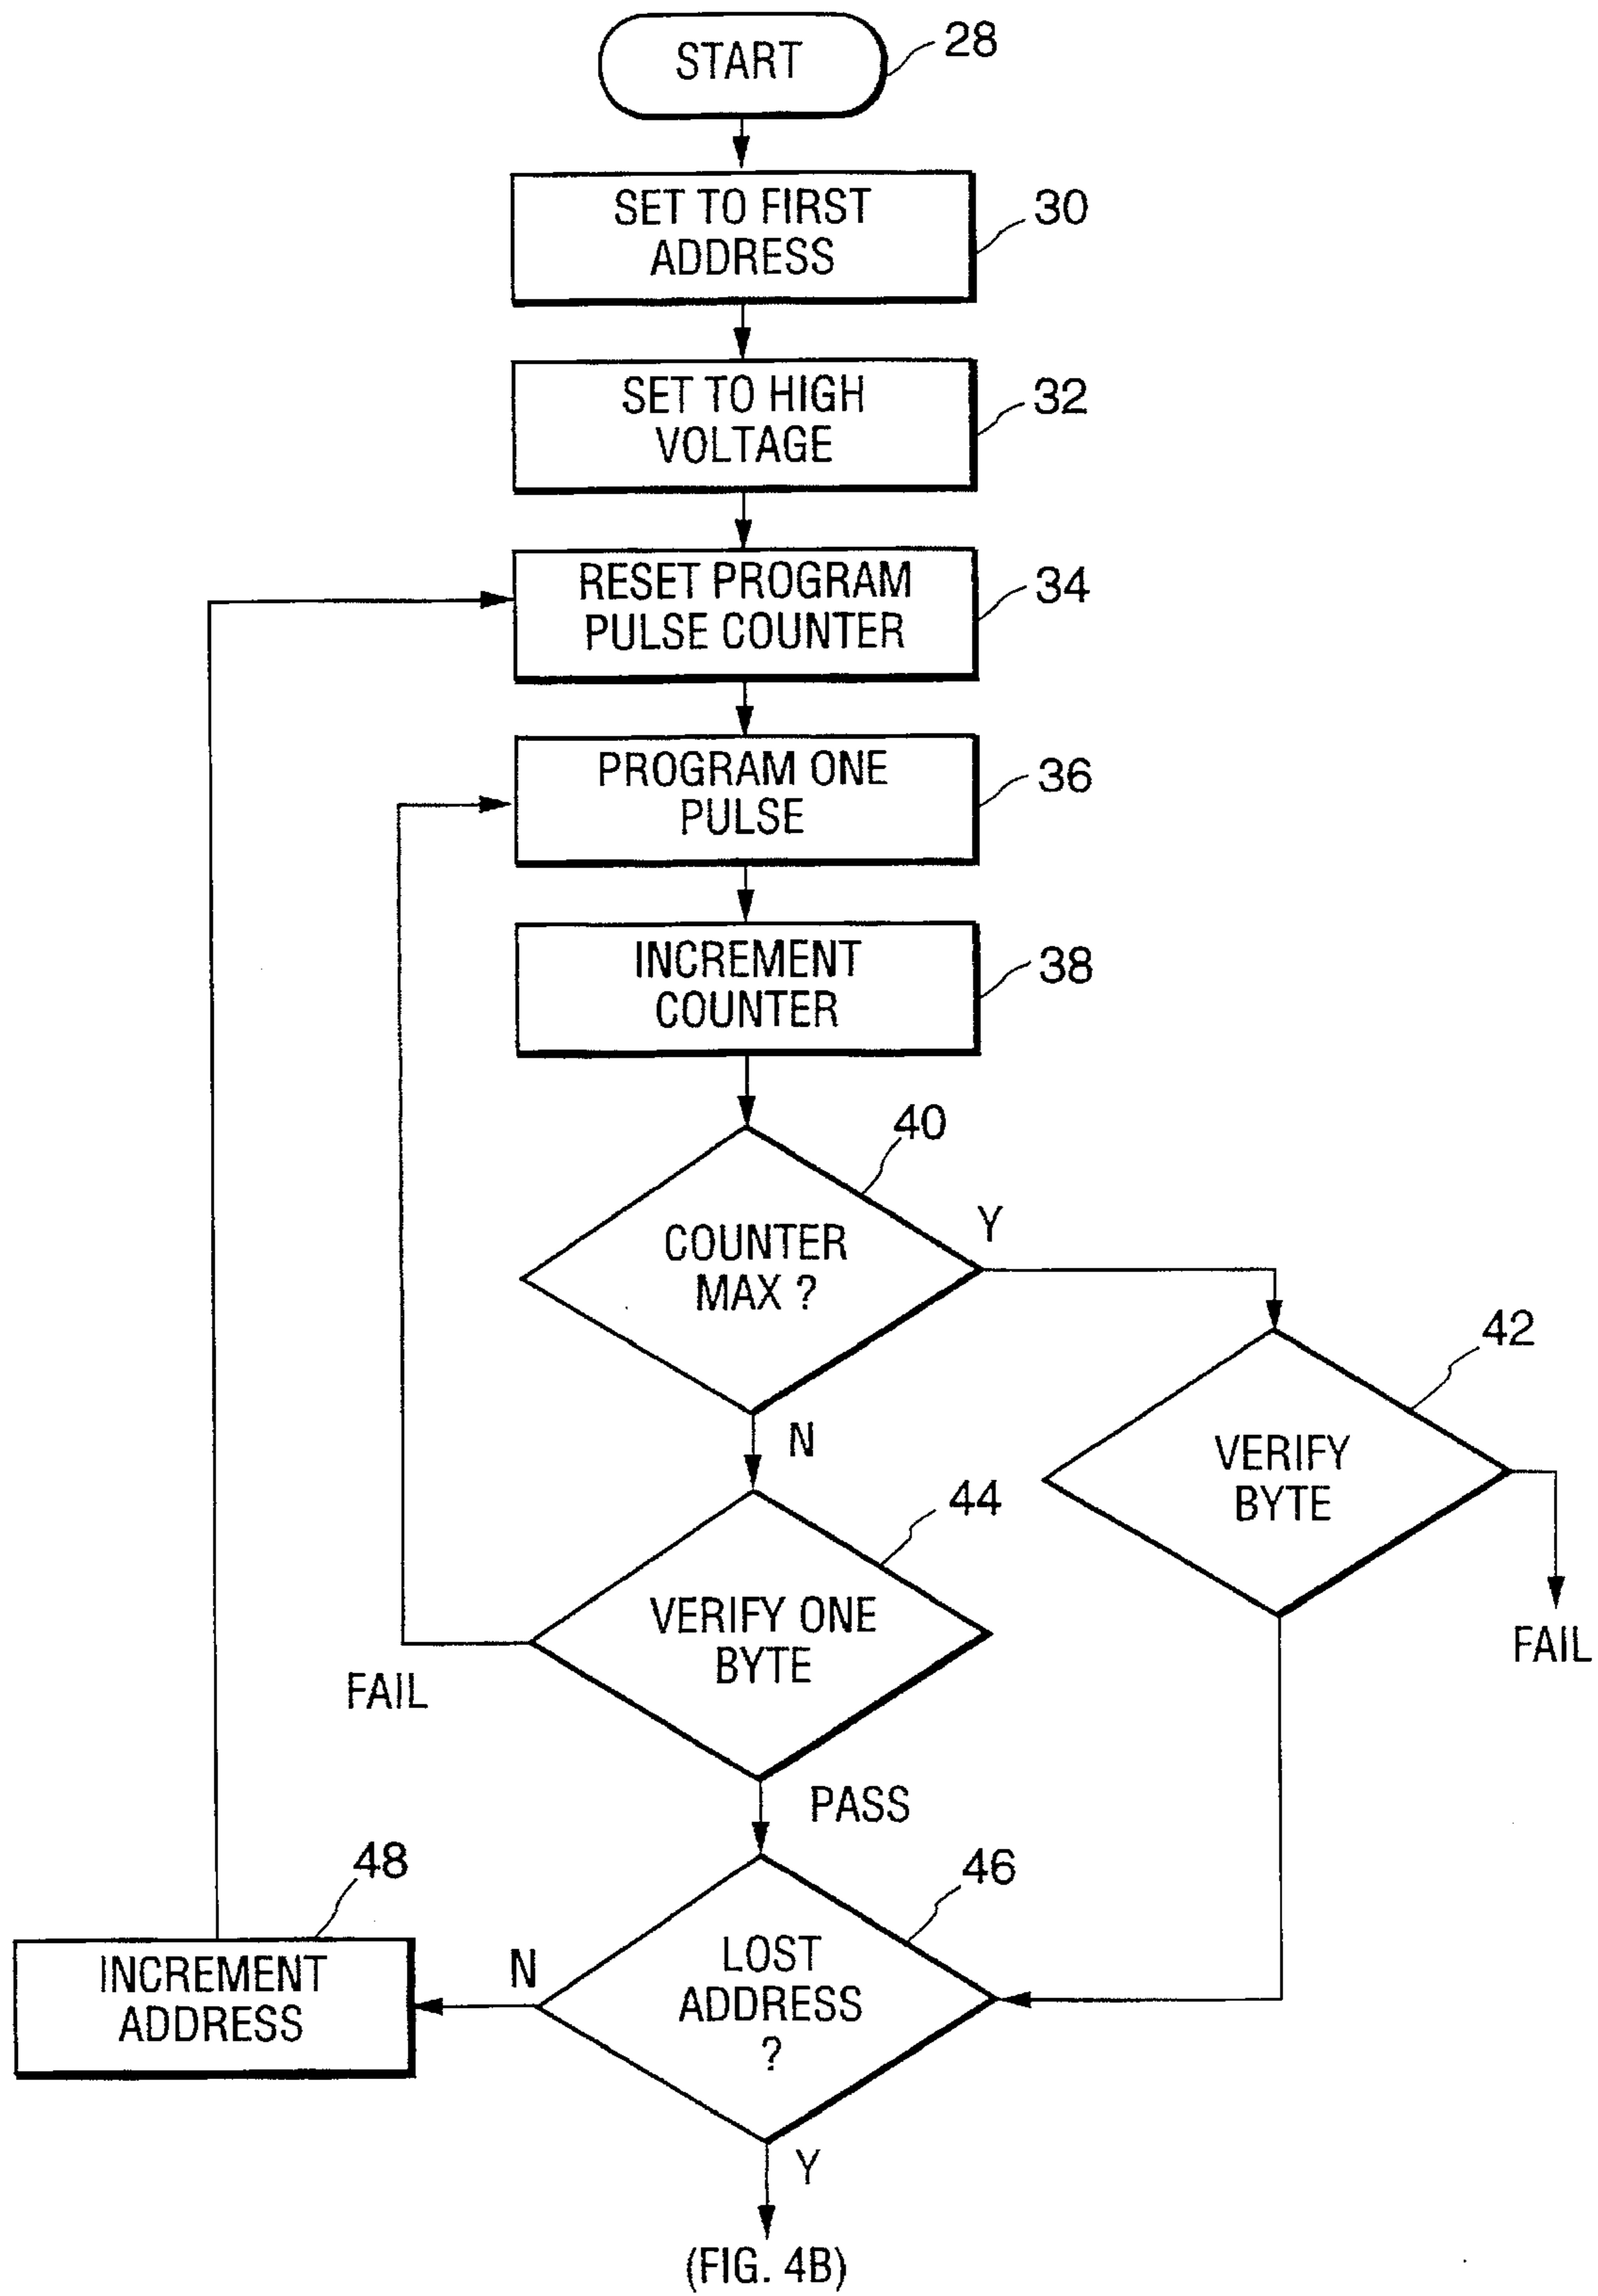 START
28
SET TO FIRST
ADDRESS
30
SET TO HIGH
VOLTAGE
32
RESET PROGRAM
PULSE COUNTER
34
PROGRAM ONE
PULSE
36
INCREMENT
COUNTER
38
40
COUNTER
MAX ?
Y
N
42
VERIFY
BYTE
FAIL
44
VERIFY ONE
BYTE
FAIL
PASS
46
LOST
ADDRESS
?
N
48
INCREMENT
ADDRESS
Y
(FIG. 4B)